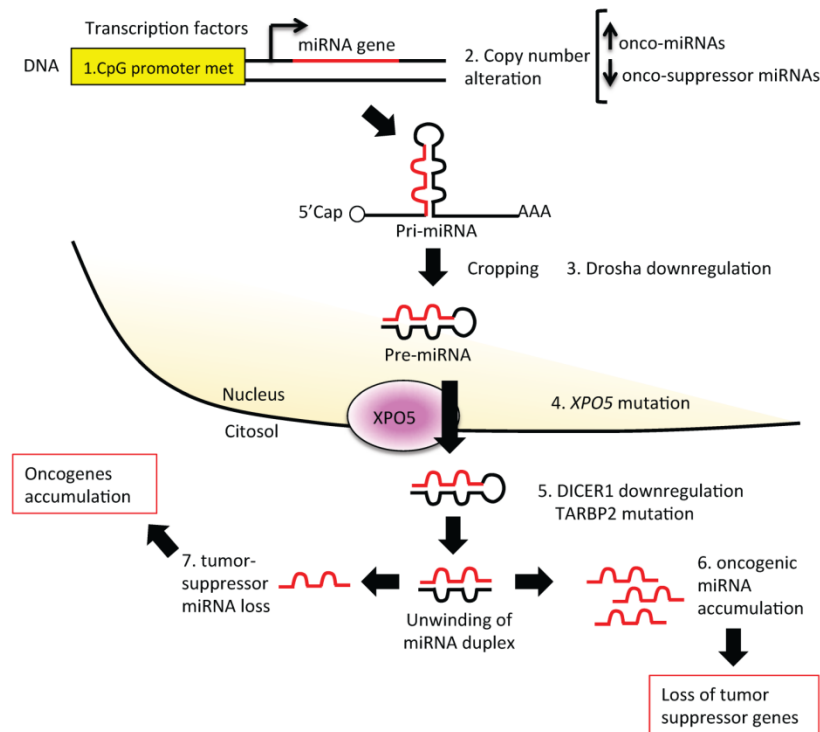 Transcription factors
DNA
1.CpG promoter met
miRNA gene
2. Copy number
alteration
onco-miRNAs
onco-suppressor miRNAs
5’Cap
AAA
Pri-miRNA
Cropping
3. Drosha downregulation
Pre-miRNA
Nucleus
Citosol
XPO5
4. XPO5 mutation
Oncogenes
accumulation
5. DICER1 downregulation
TARBP2 mutation
7. tumor-
suppressor
miRNA loss
Unwinding of
miRNA duplex
6. oncogenic
miRNA
accumulation
Loss of tumor
suppressor genes